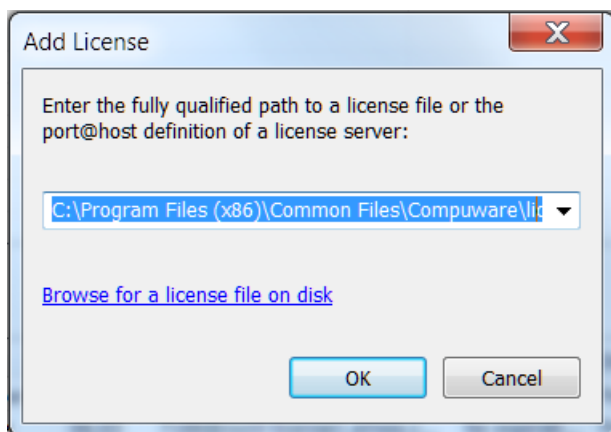 Add License
Enter the fully qualified path to a license file or the
port@host definition of a license server:
C:\Program Files (x86)\Common Files\Compuware\lic
Browse for a license file on disk
OK
Cancel